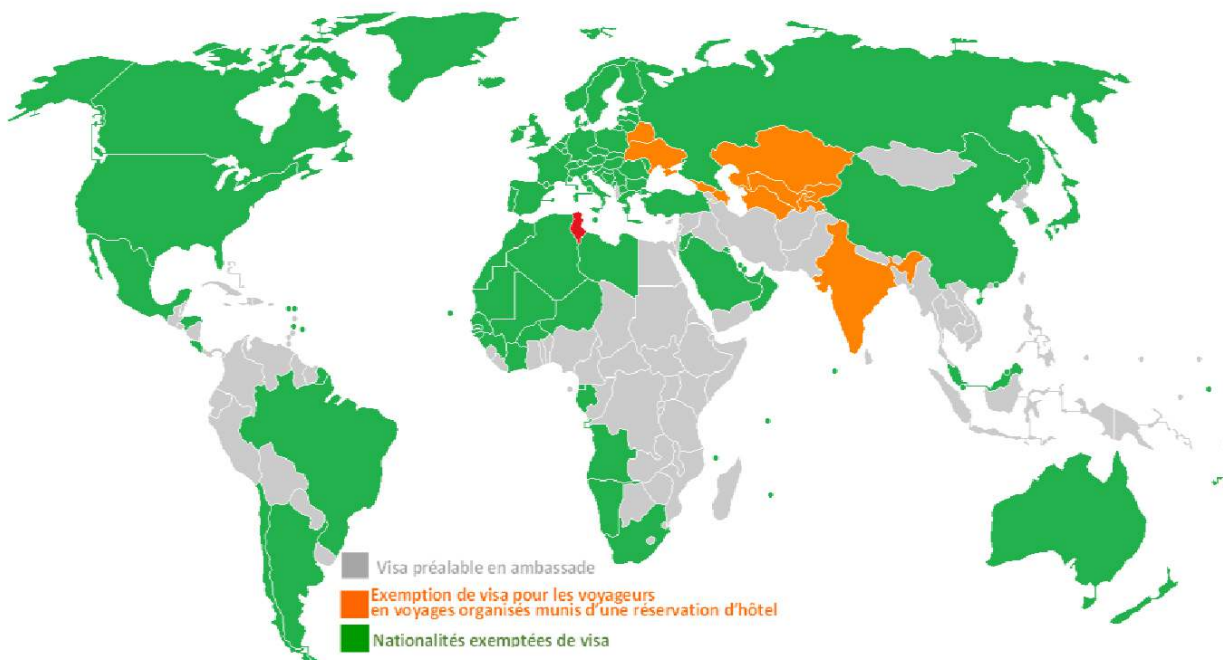 Visa préalable en ambassade
Exemption de visa pour les voyageurs
en voyages organisés munis d'une réservation d'hôtel
Nationalités exemptées de visa